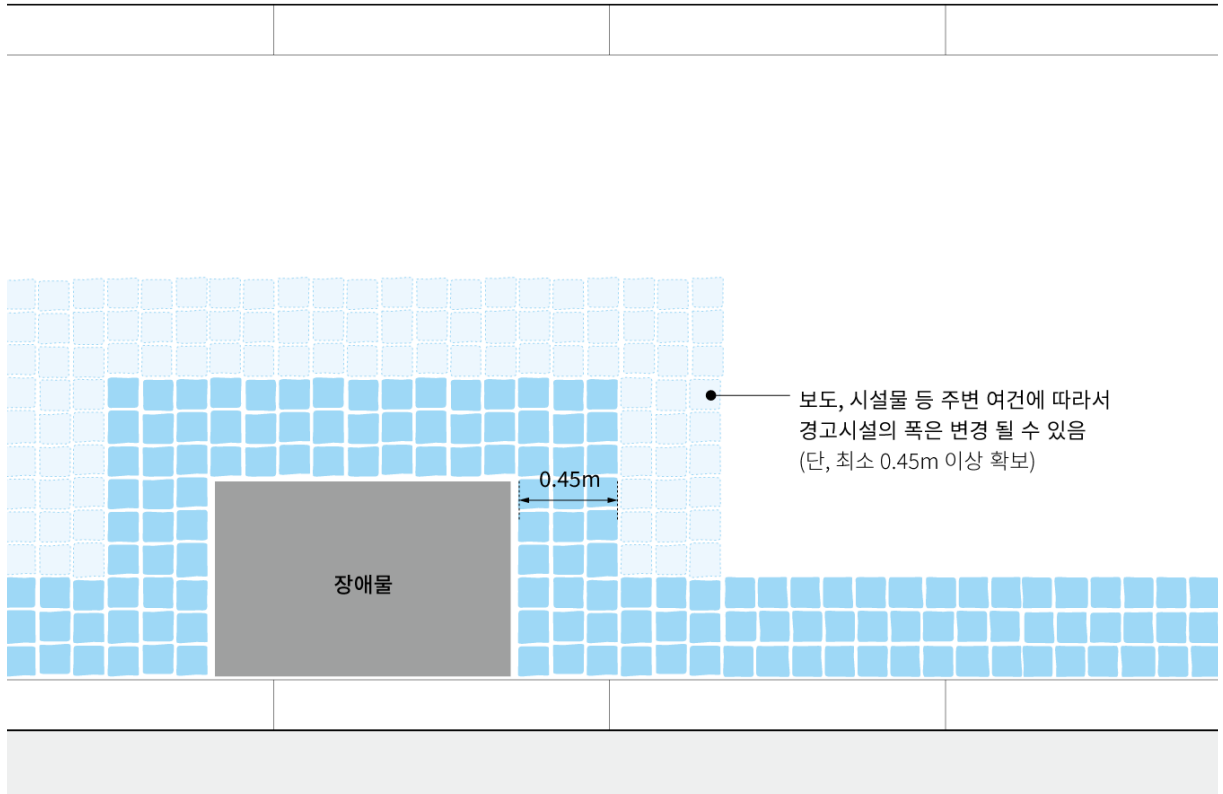 보도, 시설물 등 주변 여건에 따라서
경고시설의 폭은 변경 될 수 있음
(단, 최소 0.45m 이상 확보)
0.45m
장애물